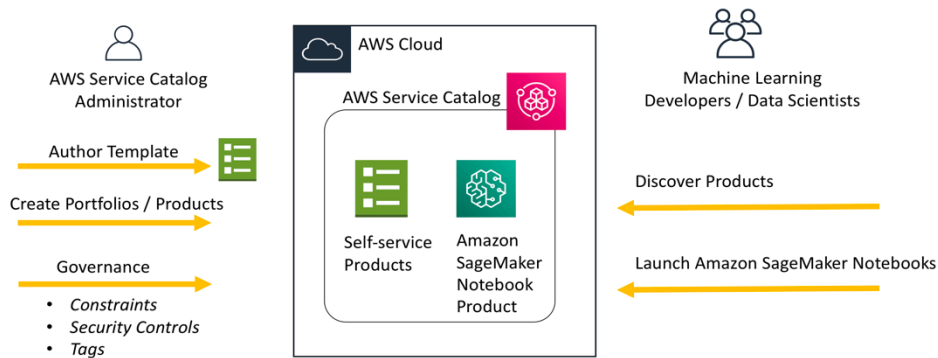 AWS Service Catalog
Administrator
Author Template
Create Portfolios / Products
Governance
• Constraints
• Security Controls
• Tags
AWS Cloud
AWS Service Catalog
Self-service
Products
Amazon
SageMaker
Notebook
Product
Machine Learning
Developers / Data Scientists
Discover Products
Launch Amazon SageMaker Notebooks